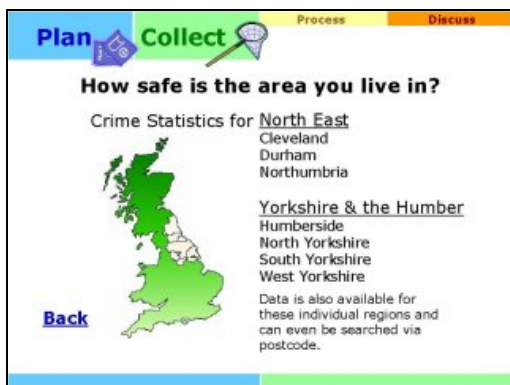 Process
Discuss
Plan
Collect
How safe is the area you live in?
Crime Statistics for North East
Cleveland
Durham
Northumbria
Yorkshire & the Humber
Humberside
North Yorkshire
South Yorkshire
West Yorkshire
Data is also available for
these individual regions and
can even be searched via
postcode.
Back